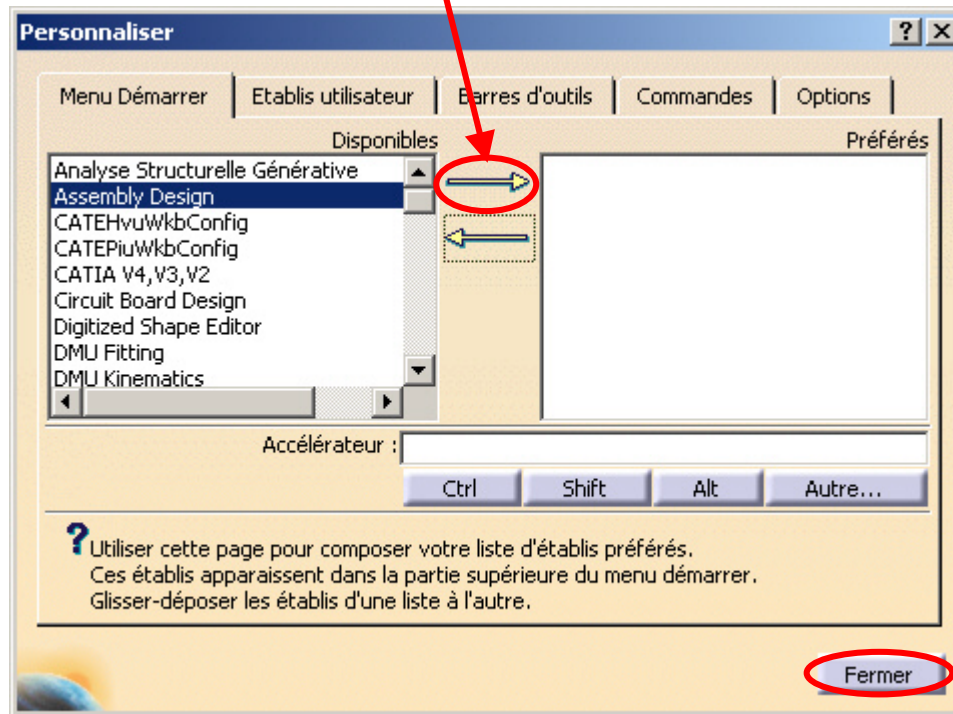 Personnaliser
Menu Démarrer Etablis utilisateur Barres d'outils Commandes Options
Disponibles Préférés
Analyse Structurelle Générative
Assembly Design
CATEHvuWkbConfig
CATEPiuWkbConfig
CATIA V4,V3,V2
Circuit Board Design
Digitized Shape Editor
DMU Fitting
DMU Kinematics
Accélérateur :
Ctrl Shift Alt Autre...
? Utiliser cette page pour composer votre liste d'établis préférés.
Ces établis apparaissent dans la partie supérieure du menu démarrer.
Glisser-déposer les établis d'une liste à l'autre.
Fermer